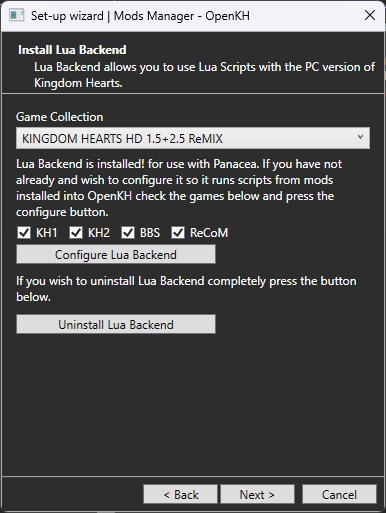 Set-up wizard | Mods Manager - OpenKH
Install Lua Backend
Lua Backend allows you to use Lua Scripts with the PC version of
Kingdom Hearts.
Game Collection
KINGDOM HEARTS HD 1.5+2.5 ReMIX
Lua Backend is installed! for use with Panacea. If you have not
already and wish to configure it so it runs scripts from mods
installed into OpenKH check the games below and press the
configure button.
KH1 KH2 BBS ReCoM
Configure Lua Backend
If you wish to uninstall Lua Backend completely press the button
below.
Uninstall Lua Backend
< Back Next > Cancel